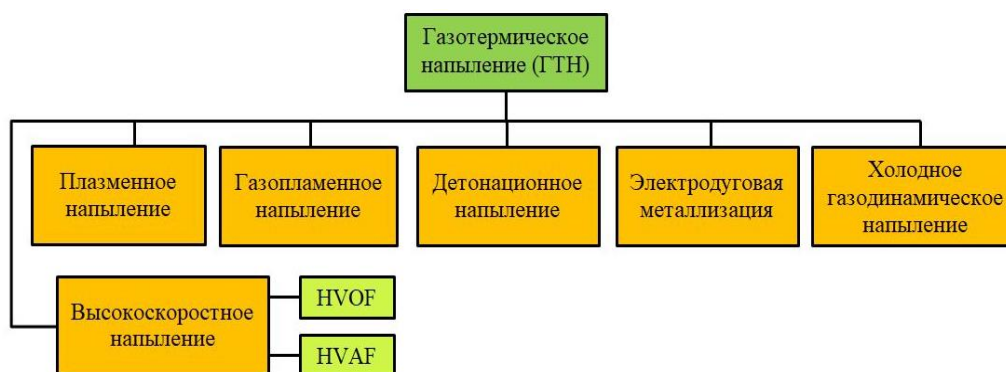 Газотермическое
напыление (ГТН)
Плазменное
напыление
Газопламенное
напыление
Детонационное
напыление
Электродуговая
металлизация
Холодное
газодинамическое
напыление
Высокоскоростное
напыление
HVOF
HVAF